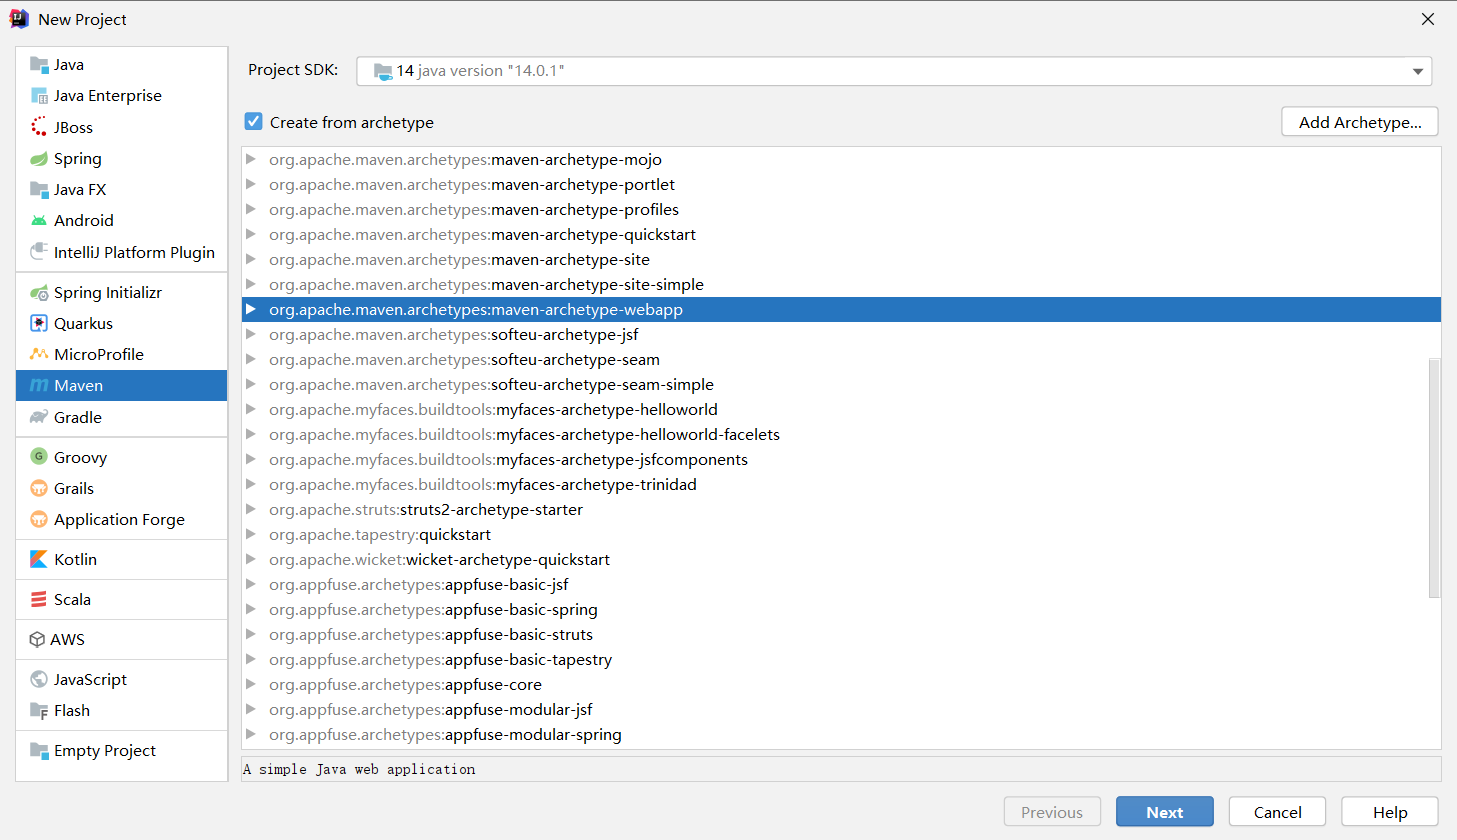 New Project
Java
Java Enterprise
JBoss
Spring
Java FX
Android
IntelliJ Platform Plugin
Spring Initializr
Quarkus
MicroProfile
Maven
Gradle
Groovy
Grails
Application Forge
Kotlin
Scala
AWS
JavaScript
Flash
Empty Project
Project SDK: 14 java version "14.0.1"
Create from archetype
Add Archetype...
org.apache.maven.archetypes:maven-archetype-mojo
org.apache.maven.archetypes:maven-archetype-portlet
org.apache.maven.archetypes:maven-archetype-profiles
org.apache.maven.archetypes:maven-archetype-quickstart
org.apache.maven.archetypes:maven-archetype-site
org.apache.maven.archetypes:maven-archetype-site-simple
org.apache.maven.archetypes:maven-archetype-webapp
org.apache.maven.archetypes:softeu-archetype-jsf
org.apache.maven.archetypes:softeu-archetype-seam
org.apache.maven.archetypes:softeu-archetype-seam-simple
org.apache.myfaces.buildtools:myfaces-archetype-helloworld
org.apache.myfaces.buildtools:myfaces-archetype-helloworld-facelets
org.apache.myfaces.buildtools:myfaces-archetype-jsfcomponents
org.apache.myfaces.buildtools:myfaces-archetype-trinidad
org.apache.struts:struts2-archetype-starter
org.apache.tapestry:quickstart
org.apache.wicket:wicket-archetype-quickstart
org.appfuse.archetypes:appfuse-basic-jsf
org.appfuse.archetypes:appfuse-basic-spring
org.appfuse.archetypes:appfuse-basic-struts
org.appfuse.archetypes:appfuse-basic-tapestry
org.appfuse.archetypes:appfuse-core
org.appfuse.archetypes:appfuse-modular-jsf
org.appfuse.archetypes:appfuse-modular-spring
A simple Java web application
Previous
Next
Cancel
Help